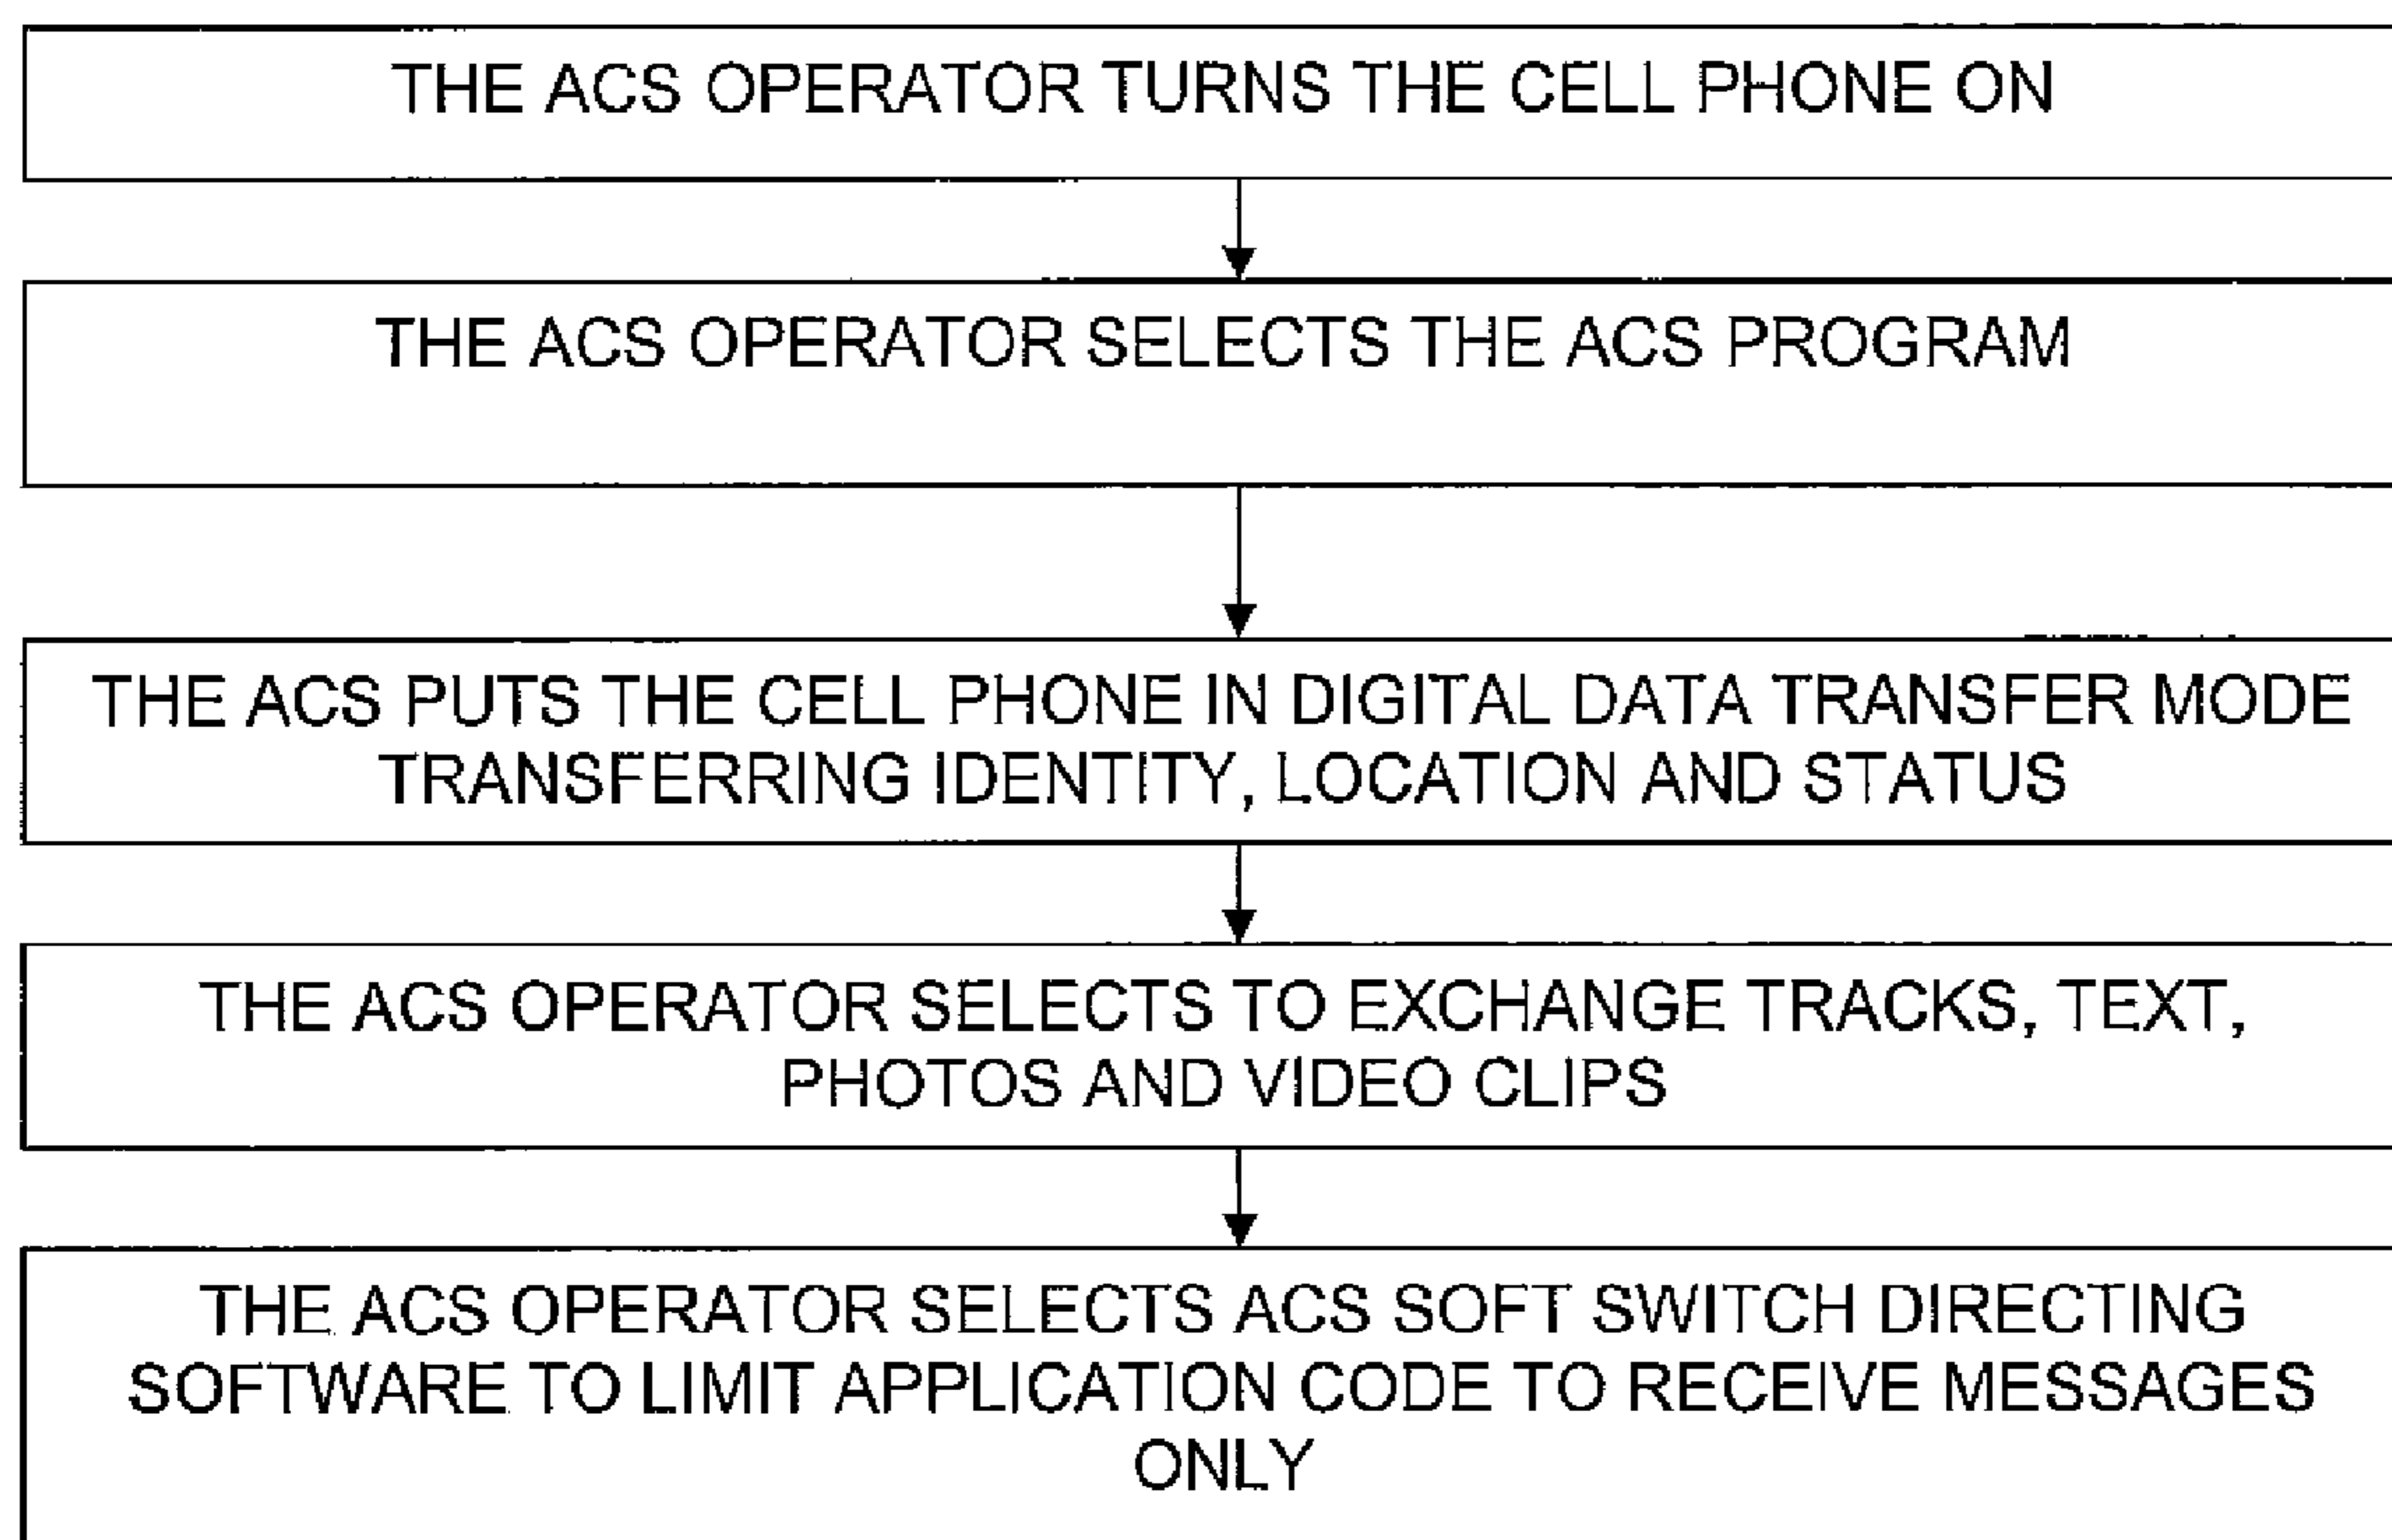 THE ACS OPERATOR TURNS THE CELL PHONE ON
THE ACS OPERATOR SELECTS THE ACS PROGRAM
THE ACS PUTS THE CELL PHONE IN DIGITAL DATA TRANSFER MODE
TRANSFERRING IDENTITY, LOCATION AND STATUS
THE ACS OPERATOR SELECTS TO EXCHANGE TRACKS, TEXT,
PHOTOS AND VIDEO CLIPS
THE ACS OPERATOR SELECTS ACS SOFT SWITCH DIRECTING
SOFTWARE TO LIMIT APPLICATION CODE TO RECEIVE MESSAGES
ONLY